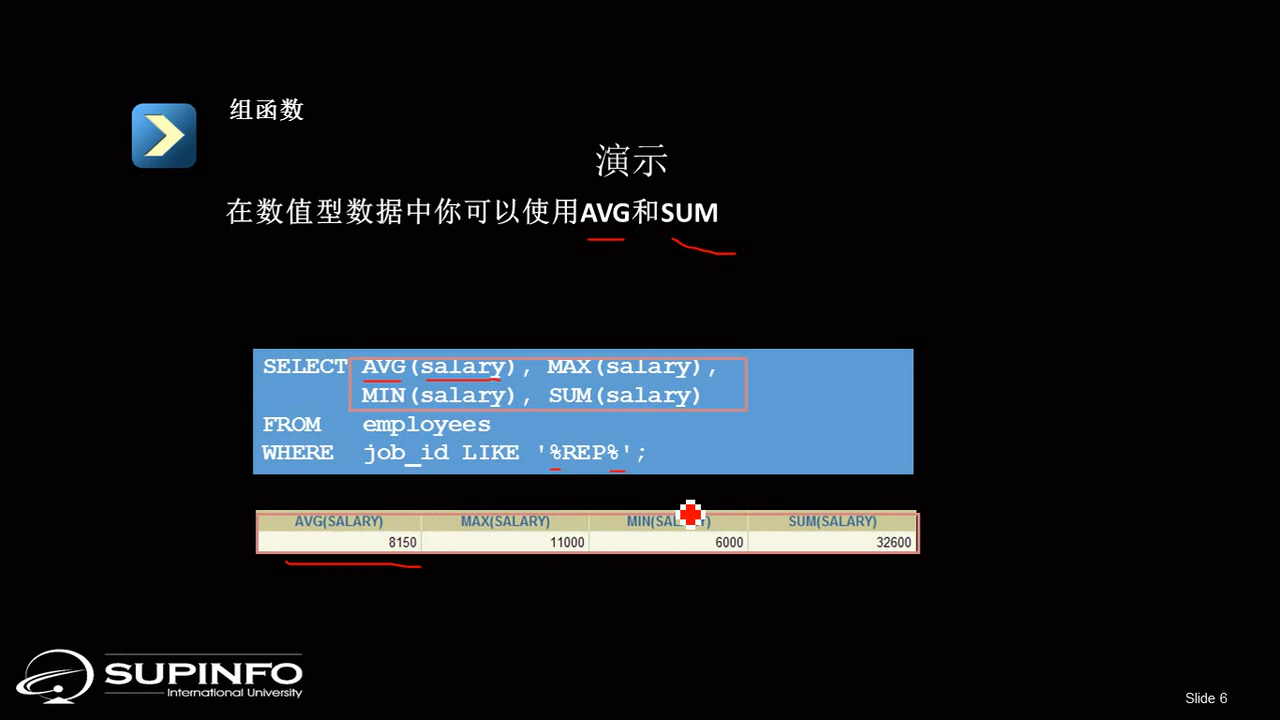 组函数
演示
在数值型数据中你可以使用AVG和SUM
SELECT AVG(salary), MAX(salary),
MIN(salary), SUM(salary)
FROM employees
WHERE job_id LIKE '%REP%';
AVG(SALARY) MAX(SALARY) MIN(SALARY) SUM(SALARY)
8150 11000 6000 32600
SUPINFO
International University
Slide 6